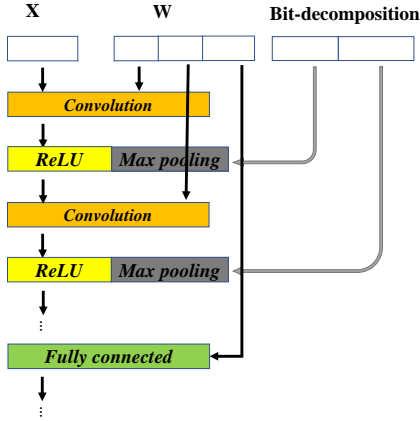 X W Bit-decomposition
Convolution
ReLU Max pooling
Convolution
ReLU Max pooling
...
Fully connected
...